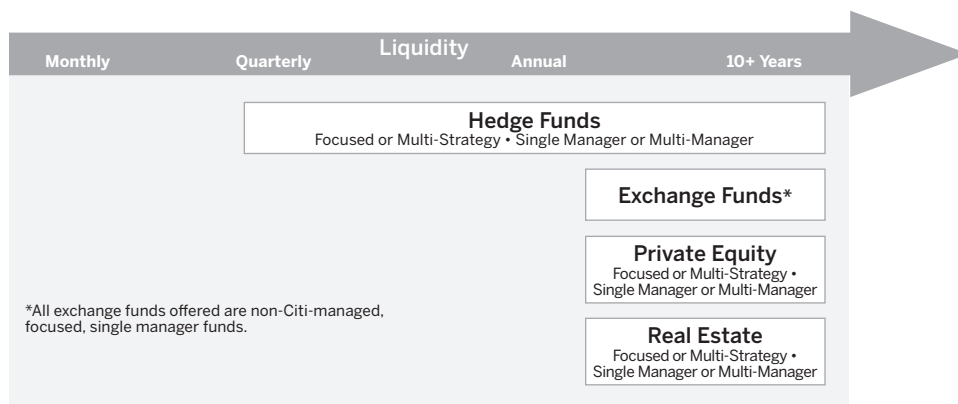 Liquidity
Monthly Quarterly Annual 10+ Years
Hedge Funds
Focused or Multi-Strategy • Single Manager or Multi-Manager
Exchange Funds*
Private Equity
Focused or Multi-Strategy •
Single Manager or Multi-Manager
*All exchange funds offered are non-Citi-managed,
focused, single manager funds.
Real Estate
Focused or Multi-Strategy •
Single Manager or Multi-Manager